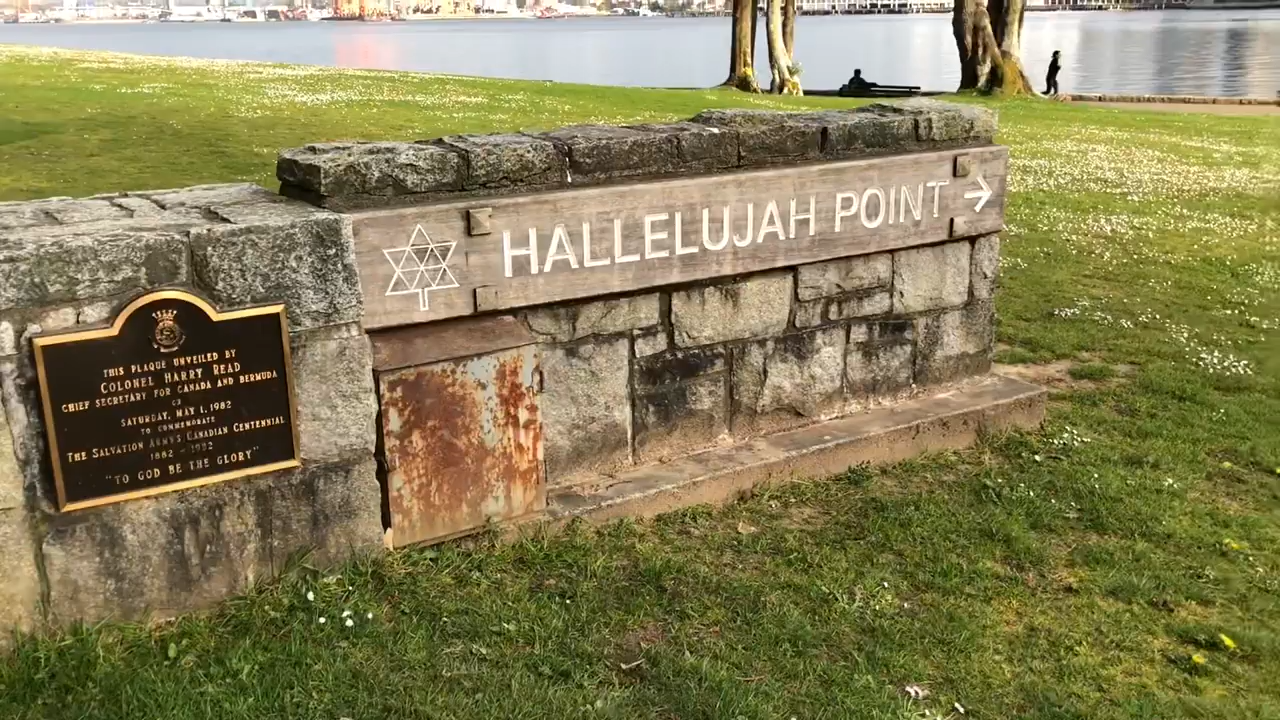 HALLELUJAH POINT →
THIS PLAQUE UNVEILED BY
COLONEL HARRY READ
CHIEF SECRETARY FOR CANADA AND BERMUDA
ON
SATURDAY, MAY 1, 1982
TO COMMEMORATE
THE SALVATION ARMY'S CANADIAN CENTENNIAL
1882 - 1982
"TO GOD BE THE GLORY"